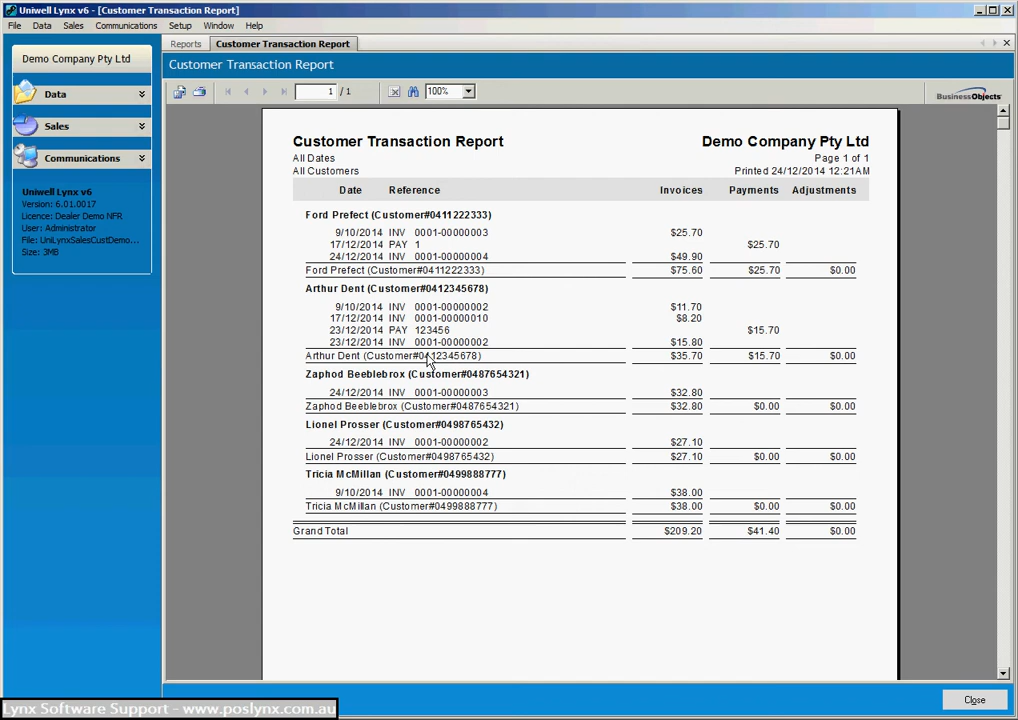 Uniwell Lynx v6 - [Customer Transaction Report]
File Data Sales Communications Setup Window Help
Demo Company Pty Ltd
Data
Sales
Communications
Uniwell Lynx v6
Version: 6.01.0017
Licence: Dealer Demo NFR
User: Administrator
File: UniLynxSalesCustDemo...
Size: 3MB
Reports Customer Transaction Report
Customer Transaction Report
1 / 1 100% BusinessObjects
Customer Transaction Report Demo Company Pty Ltd
All Dates Page 1 of 1
All Customers Printed 24/12/2014 12:21AM
Date Reference Invoices Payments Adjustments
Ford Prefect (Customer#0411222333)
9/10/2014 INV 0001-00000003 $25.70
17/12/2014 PAY 1 $25.70
24/12/2014 INV 0001-00000004 $49.90
Ford Prefect (Customer#0411222333) $75.60 $25.70 $0.00
Arthur Dent (Customer#0412345678)
9/10/2014 INV 0001-00000002 $11.70
17/12/2014 INV 0001-00000010 $8.20
23/12/2014 PAY 123456 $15.70
23/12/2014 INV 0001-00000002 $15.80
Arthur Dent (Customer#0412345678) $35.70 $15.70 $0.00
Zaphod Beeblebrox (Customer#0487654321)
24/12/2014 INV 0001-00000003 $32.80
Zaphod Beeblebrox (Customer#0487654321) $32.80 $0.00 $0.00
Lionel Prosser (Customer#0498765432)
24/12/2014 INV 0001-00000002 $27.10
Lionel Prosser (Customer#0498765432) $27.10 $0.00 $0.00
Tricia McMillan (Customer#0499888777)
9/10/2014 INV 0001-00000004 $38.00
Tricia McMillan (Customer#0499888777) $38.00 $0.00 $0.00
Grand Total $209.20 $41.40 $0.00
Close
Lynx Software Support - www.poslynx.com.au